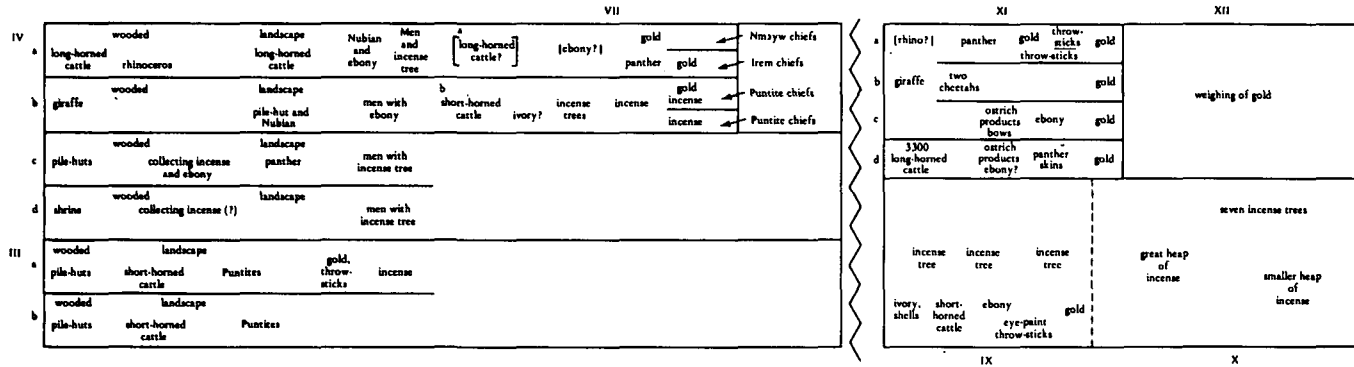 VII
IV
a
wooded landscape
long-horned cattle
rhinoceros
long-horned cattle
Nubian and ebony
Men and incense tree
a
[long-horned cattle?]
[ebony?]
gold
panther gold
Nmзyw chiefs
Irem chiefs
b
wooded landscape
giraffe
pile-hut and Nubian
men with ebony
b
short-horned cattle
ivory?
incense trees
incense
gold incense
incense
Puntite chiefs
Puntite chiefs
c
wooded landscape
pile-huts
collecting incense and ebony
panther
men with incense tree
d
wooded landscape
shrine
collecting incense (?)
men with incense tree
III
a
wooded landscape
pile-huts
short-horned cattle
Puntites
gold, throw-sticks
incense
b
wooded landscape
pile-huts
short-horned cattle
Puntites
XI
XII
a
[rhino?]
panther
gold
throw-sticks
throw-sticks
gold
b
giraffe
two cheetahs
gold
c
ostrich products bows
ebony
gold
d
3300 long-horned cattle
ostrich products ebony?
panther skins
gold
weighing of gold
incense tree
incense tree
incense tree
ivory, shells
short-horned cattle
ebony
eye-paint throw-sticks
gold
seven incense trees
great heap of incense
smaller heap of incense
IX
X